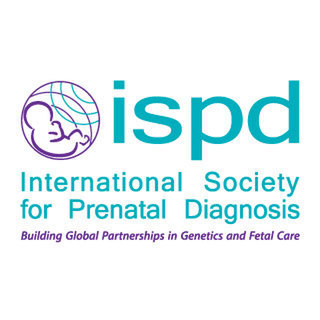 ispd
International Society
for Prenatal Diagnosis
Building Global Partnerships in Genetics and Fetal Care